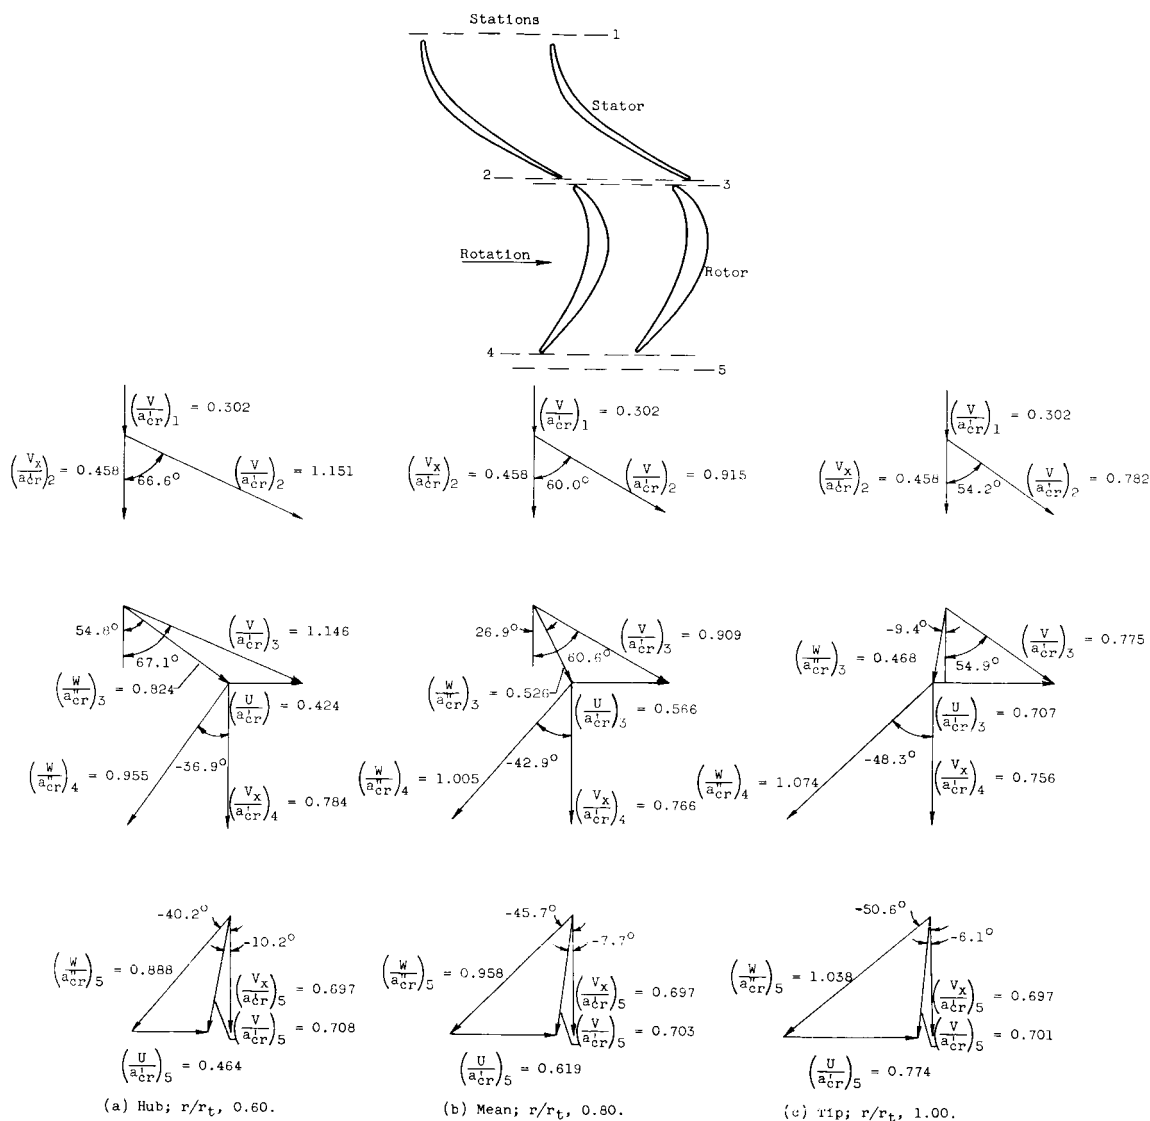 Stations
1
Stator
2
3
Rotation
Rotor
4
5
(V/a'cr)1 = 0.302
(Vx/a'cr)2 = 0.458
66.6°
(V/a'cr)2 = 1.151
(V/a'cr)1 = 0.302
(Vx/a'cr)2 = 0.458
60.0°
(V/a'cr)2 = 0.915
(V/a'cr)1 = 0.302
(Vx/a'cr)2 = 0.458
54.2°
(V/a'cr)2 = 0.782
54.8°
67.1°
(V/a'cr)3 = 1.146
(W/a"cr)3 = 0.824
(U/a'cr) = 0.424
(W/a"cr)4 = 0.955
-36.9°
(Vx/a'cr)4 = 0.784
26.9°
60.6°
(V/a'cr)3 = 0.909
(W/a"cr)3 = 0.526
(U/a'cr)3 = 0.566
(W/a"cr)4 = 1.005
-42.9°
(Vx/a'cr)4 = 0.766
-9.4°
54.9°
(V/a'cr)3 = 0.775
(W/a"cr)3 = 0.468
(U/a'cr)3 = 0.707
(W/a"cr)4 = 1.074
-48.3°
(Vx/a'cr)4 = 0.756
-40.2°
-10.2°
(W/a"cr)5 = 0.888
(Vx/a'cr)5 = 0.697
(V/a'cr)5 = 0.708
(U/a'cr)5 = 0.464
(a) Hub; r/rt, 0.60.
-45.7°
-7.7°
(W/a"cr)5 = 0.958
(Vx/a'cr)5 = 0.697
(V/a'cr)5 = 0.703
(U/a'cr)5 = 0.619
(b) Mean; r/rt, 0.80.
-50.6°
-6.1°
(W/a"cr)5 = 1.038
(Vx/a'cr)5 = 0.697
(V/a'cr)5 = 0.701
(U/a'cr)5 = 0.774
(c) Tip; r/rt, 1.00.